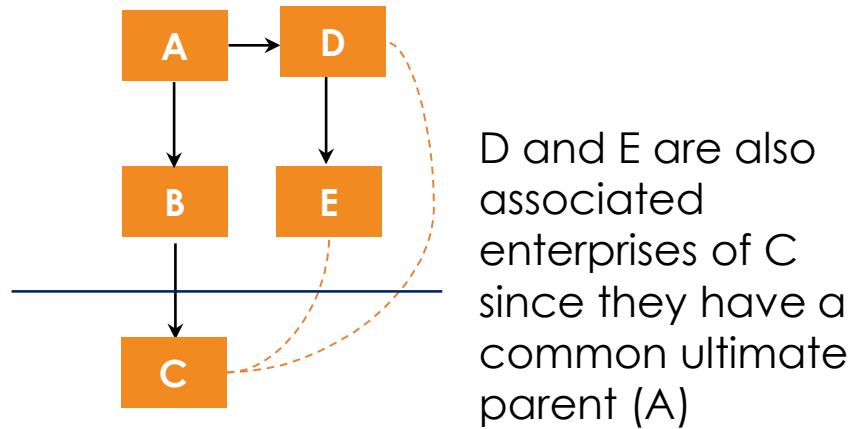 A
D
B
E
C
D and E are also
associated
enterprises of C
since they have a
common ultimate
parent (A)